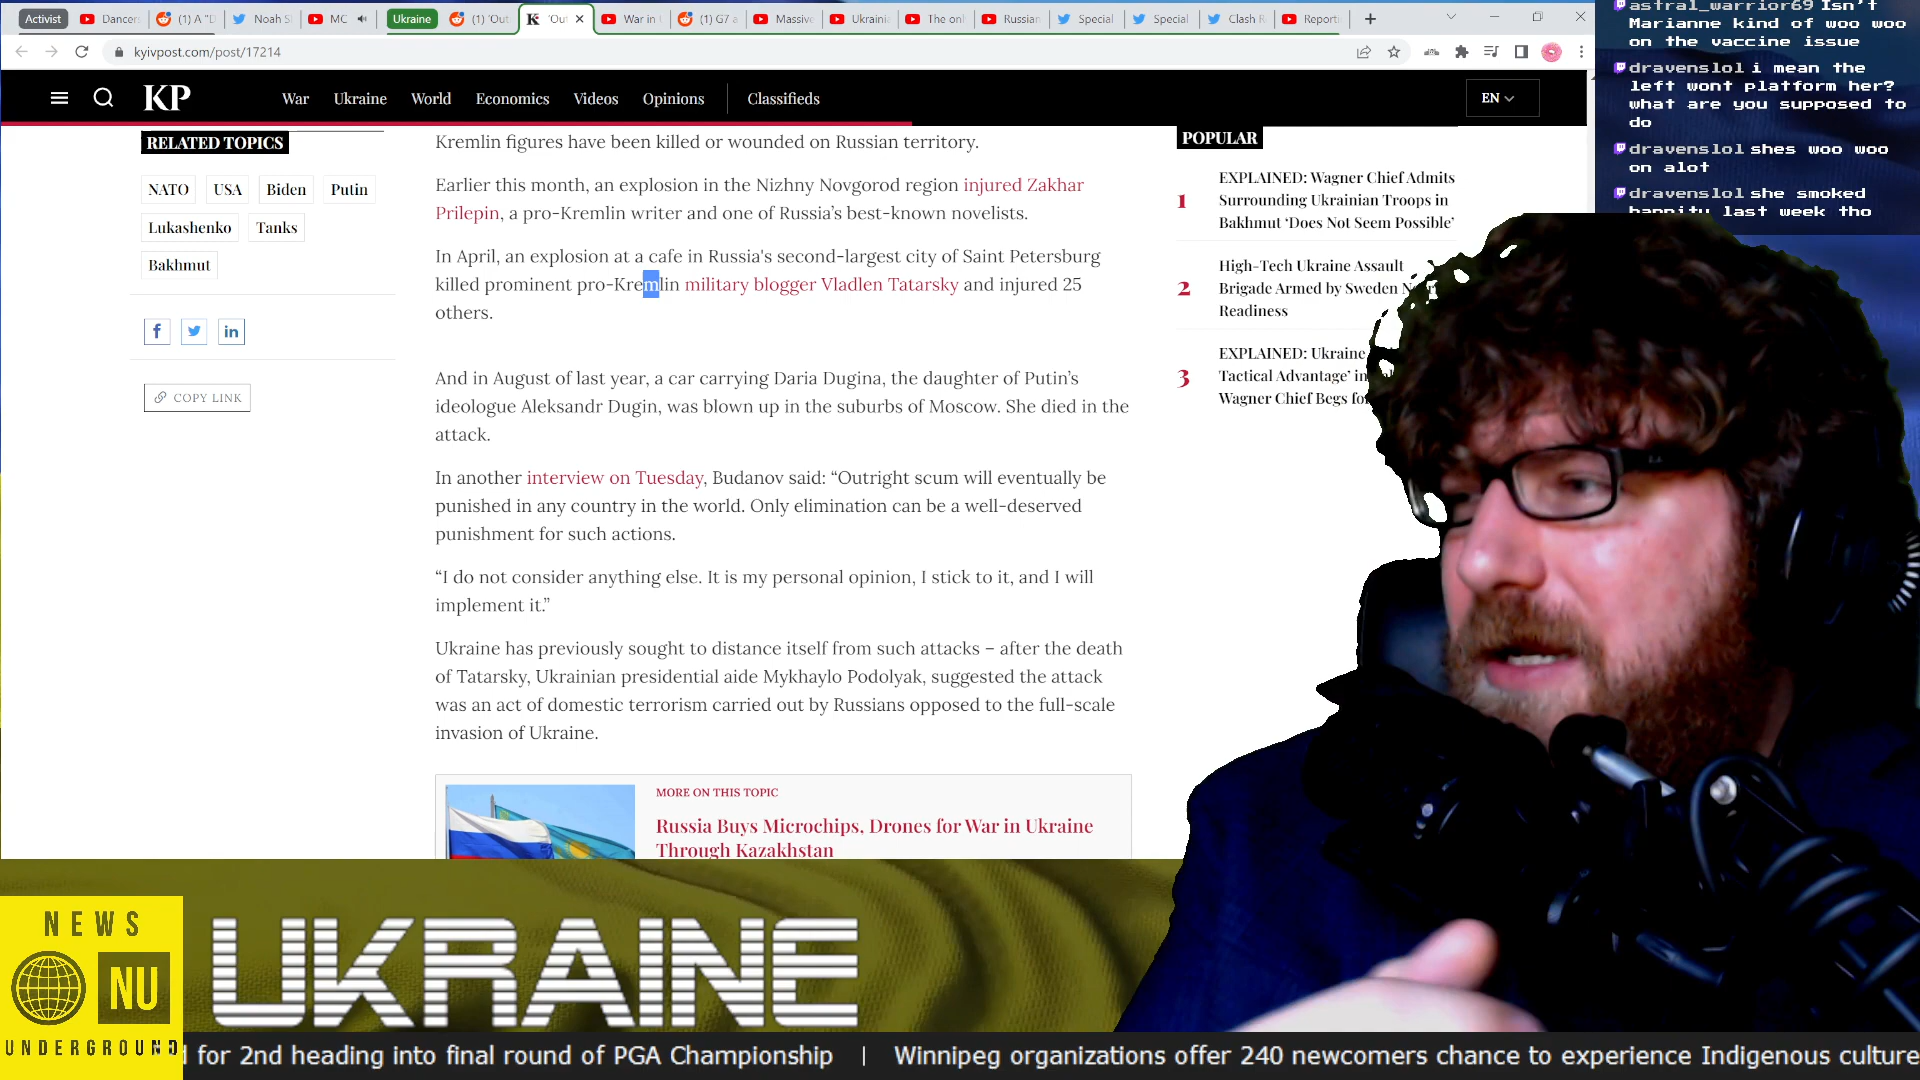 Activist
Dancer
(1) A "D
Noah S
MC
Ukraine
(1) 'Out
'Ou
War in
(1) G7 a
Massive
Ukraini
The onl
Russian
Special
Special
Clash R
Report
kyivpost.com/post/17214
KP
War
Ukraine
World
Economics
Videos
Opinions
Classifieds
EN
RELATED TOPICS
NATO
USA
Biden
Putin
Lukashenko
Tanks
Bakhmut
COPY LINK
Kremlin figures have been killed or wounded on Russian territory.
Earlier this month, an explosion in the Nizhny Novgorod region injured Zakhar
Prilepin, a pro-Kremlin writer and one of Russia's best-known novelists.
In April, an explosion at a cafe in Russia's second-largest city of Saint Petersburg
killed prominent pro-Kremlin military blogger Vladlen Tatarsky and injured 25
others.
And in August of last year, a car carrying Daria Dugina, the daughter of Putin's
ideologue Aleksandr Dugin, was blown up in the suburbs of Moscow. She died in the
attack.
In another interview on Tuesday, Budanov said: “Outright scum will eventually be
punished in any country in the world. Only elimination can be a well-deserved
punishment for such actions.
“I do not consider anything else. It is my personal opinion, I stick to it, and I will
implement it.”
Ukraine has previously sought to distance itself from such attacks – after the death
of Tatarsky, Ukrainian presidential aide Mykhaylo Podolyak, suggested the attack
was an act of domestic terrorism carried out by Russians opposed to the full-scale
invasion of Ukraine.
MORE ON THIS TOPIC
Russia Buys Microchips, Drones for War in Ukraine
Through Kazakhstan
POPULAR
1
EXPLAINED: Wagner Chief Admits
Surrounding Ukrainian Troops in
Bakhmut ‘Does Not Seem Possible’
2
High-Tech Ukraine Assault
Brigade Armed by Sweden
Readiness
3
EXPLAINED: Ukraine
Tactical Advantage’ in
Wagner Chief Begs fo
astral_warrior69 Isn't
Marianne kind of woo woo
on the vaccine issue
dravenslol i mean the
left wont platform her?
what are you supposed to
do
dravenslol shes woo woo
on alot
dravenslol she smoked
last week tho
NEWS
NU
UNDERGROUND
UKRAINE
d for 2nd heading into final round of PGA Championship | Winnipeg organizations offer 240 newcomers chance to experience Indigenous culture